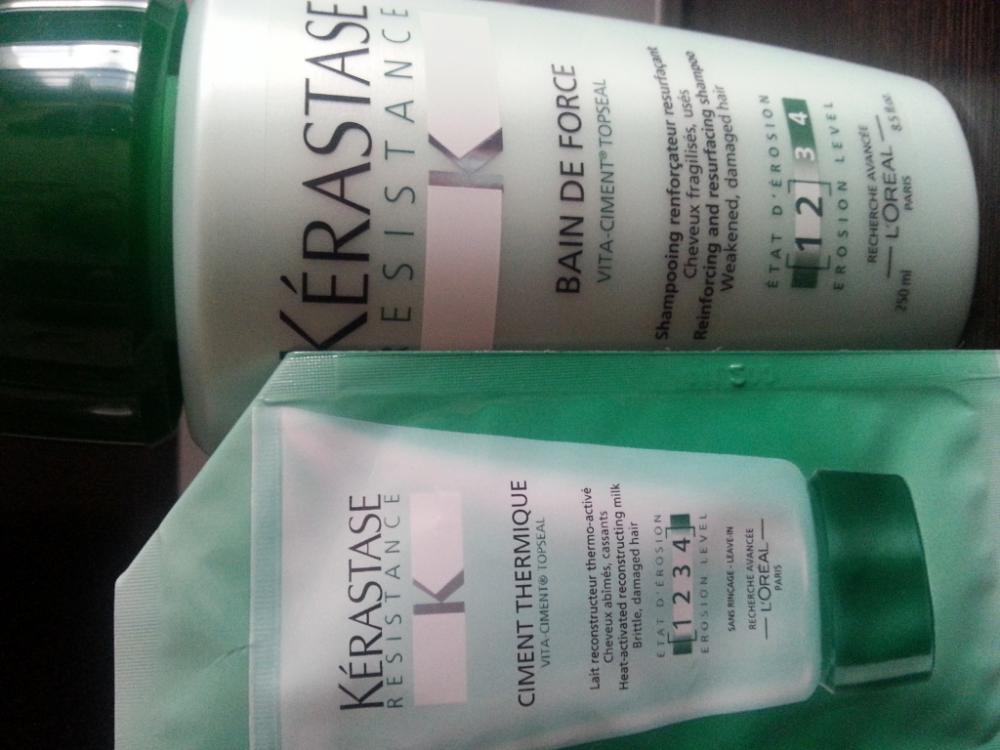 KÉRASTASE
RESISTANCE
BAIN DE FORCE
VITA-CIMENT® TOPSEAL
Shampooing renforçateur resurfaçant
Cheveux fragilisés, usés
Reinforcing and resurfacing shampoo
Weakened, damaged hair
ÉTAT D'ÉROSION
[1 2] 3 4
EROSION LEVEL
RECHERCHE AVANCÉE
L'ORÉAL
PARIS
250 ml 8.5 fl.oz.
KÉRASTASE
RESISTANCE
CIMENT THERMIQUE
VITA-CIMENT® TOPSEAL
Lait reconstructeur thermo-activé
Cheveux abîmés, cassants
Heat-activated reconstructing milk
Brittle, damaged hair
ÉTAT D'ÉROSION
[1 2 3 4]
EROSION LEVEL
SANS RINÇAGE - LEAVE-IN
RECHERCHE AVANCÉE
L'ORÉAL
PARIS